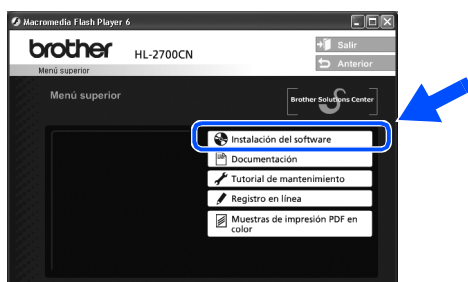 Macromedia Flash Player 6
brother
HL-2700CN
Salir
Anterior
Menú superior
Menú superior
Brother Solutions Center
Instalación del software
Documentación
Tutorial de mantenimiento
Registro en línea
Muestras de impresión PDF en
color